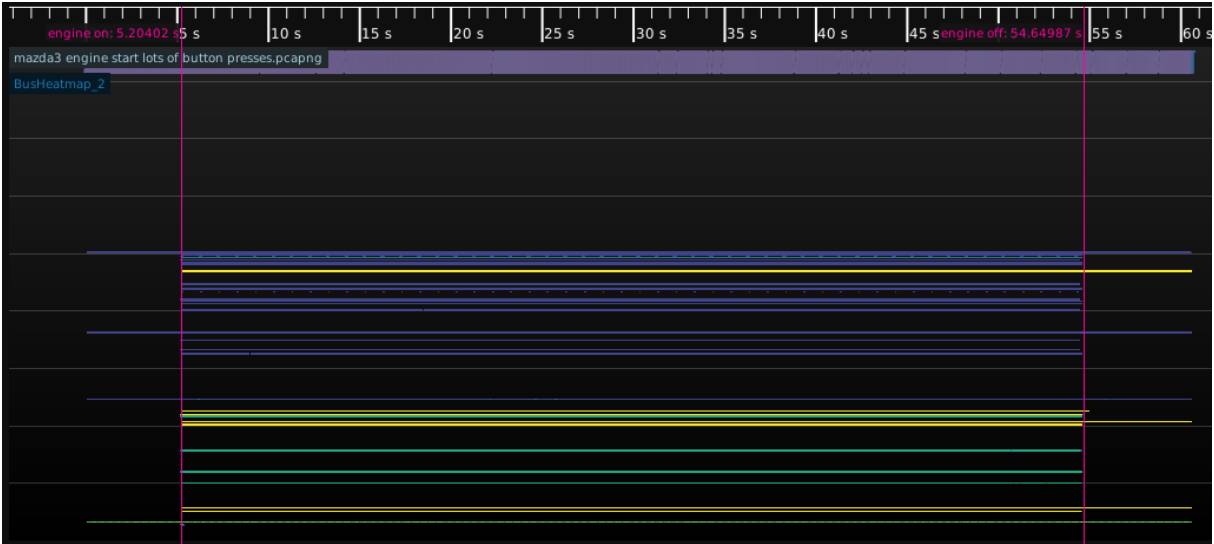 5 s
10 s
15 s
20 s
25 s
30 s
35 s
40 s
45 s
55 s
60 s
engine on: 5.20402 s
engine off: 54.64987 s
mazda3 engine start lots of button presses.pcapng
BusHeatmap_2